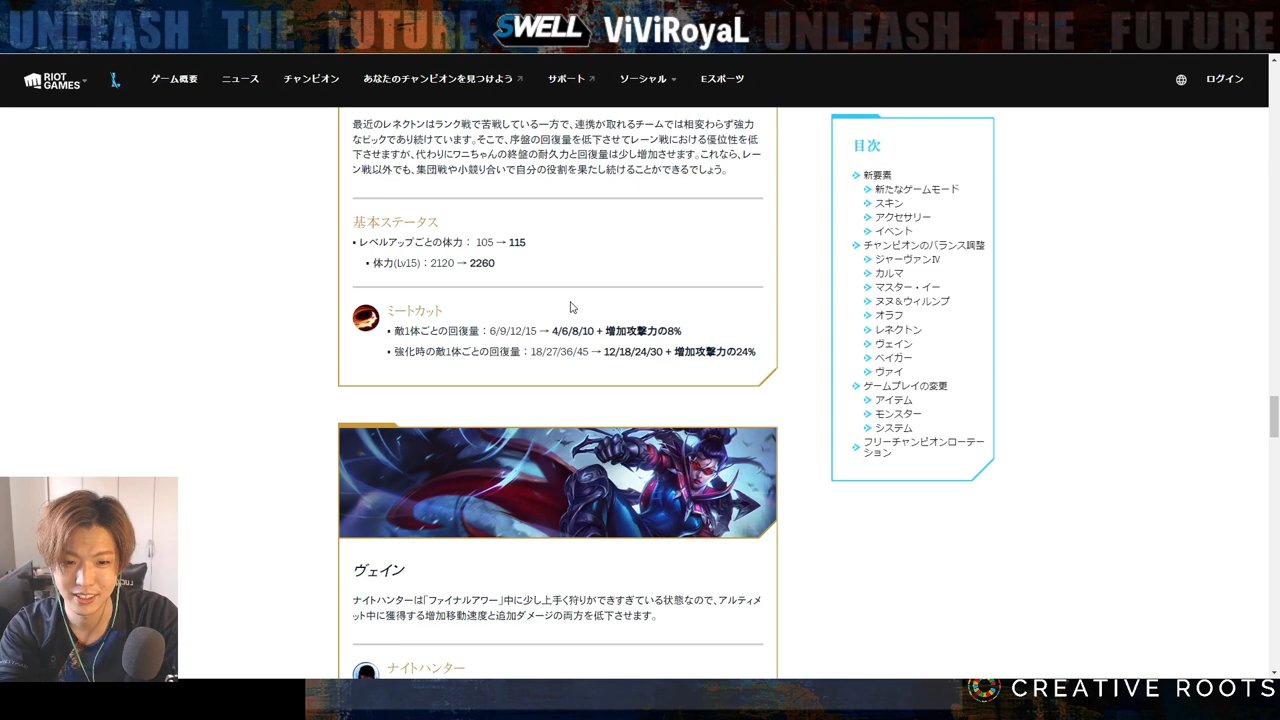 UNLEASH THE FUTURE SWELL ViViRoyaL UNLEASH THE FUTURE
RIOT GAMES ゲーム概要 ニュース チャンピオン あなたのチャンピオンを見つけよう サポート ソーシャル Eスポーツ ログイン
最近のレネクトンはランク戦で苦戦している一方で、連携が取れるチームでは相変わらず強力
なピックであり続けています。そこで、序盤の回復量を低下させてレーン戦における優位性を低
下させますが、代わりにワニちゃんの終盤の耐久力と回復量は少し増加させます。これなら、レー
ン戦以外でも、集団戦や小競り合いで自分の役割を果たし続けることができるでしょう。
基本ステータス
• レベルアップごとの体力： 105 → 115
• 体力(Lv15)：2120 → 2260
ミートカット
• 敵1体ごとの回復量：6/9/12/15 → 4/6/8/10 + 増加攻撃力の8%
• 強化時の敵1体ごとの回復量：18/27/36/45 → 12/18/24/30 + 増加攻撃力の24%
ヴェイン
ナイトハンターは「ファイナルアワー」中に少し上手く狩りができすぎている状態なので、アルティメ
ット中に獲得する増加移動速度と追加ダメージの両方を低下させます。
ナイトハンター
目次
新要素
新たなゲームモード
スキン
アクセサリー
イベント
チャンピオンのバランス調整
ジャーヴァンⅣ
カルマ
マスター・イー
ヌヌ＆ウィルンプ
オラフ
レネクトン
ヴェイン
ベイガー
ヴァイ
ゲームプレイの変更
アイテム
モンスター
システム
フリーチャンピオンローテー
ション
CREATIVE ROOTS